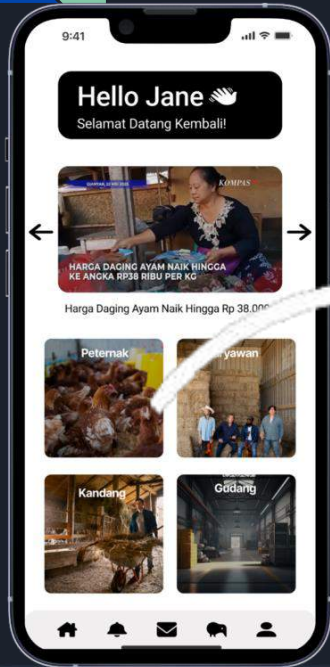 9:41
Hello Jane
Selamat Datang Kembali!
KOMPAS
HARGA DAGING AYAM NAIK HINGGA
KE ANGKA RP38 RIBU PER KG
Harga Daging Ayam Naik Hingga Rp 38.000
Peternak
yawan
Kandang
Gudang